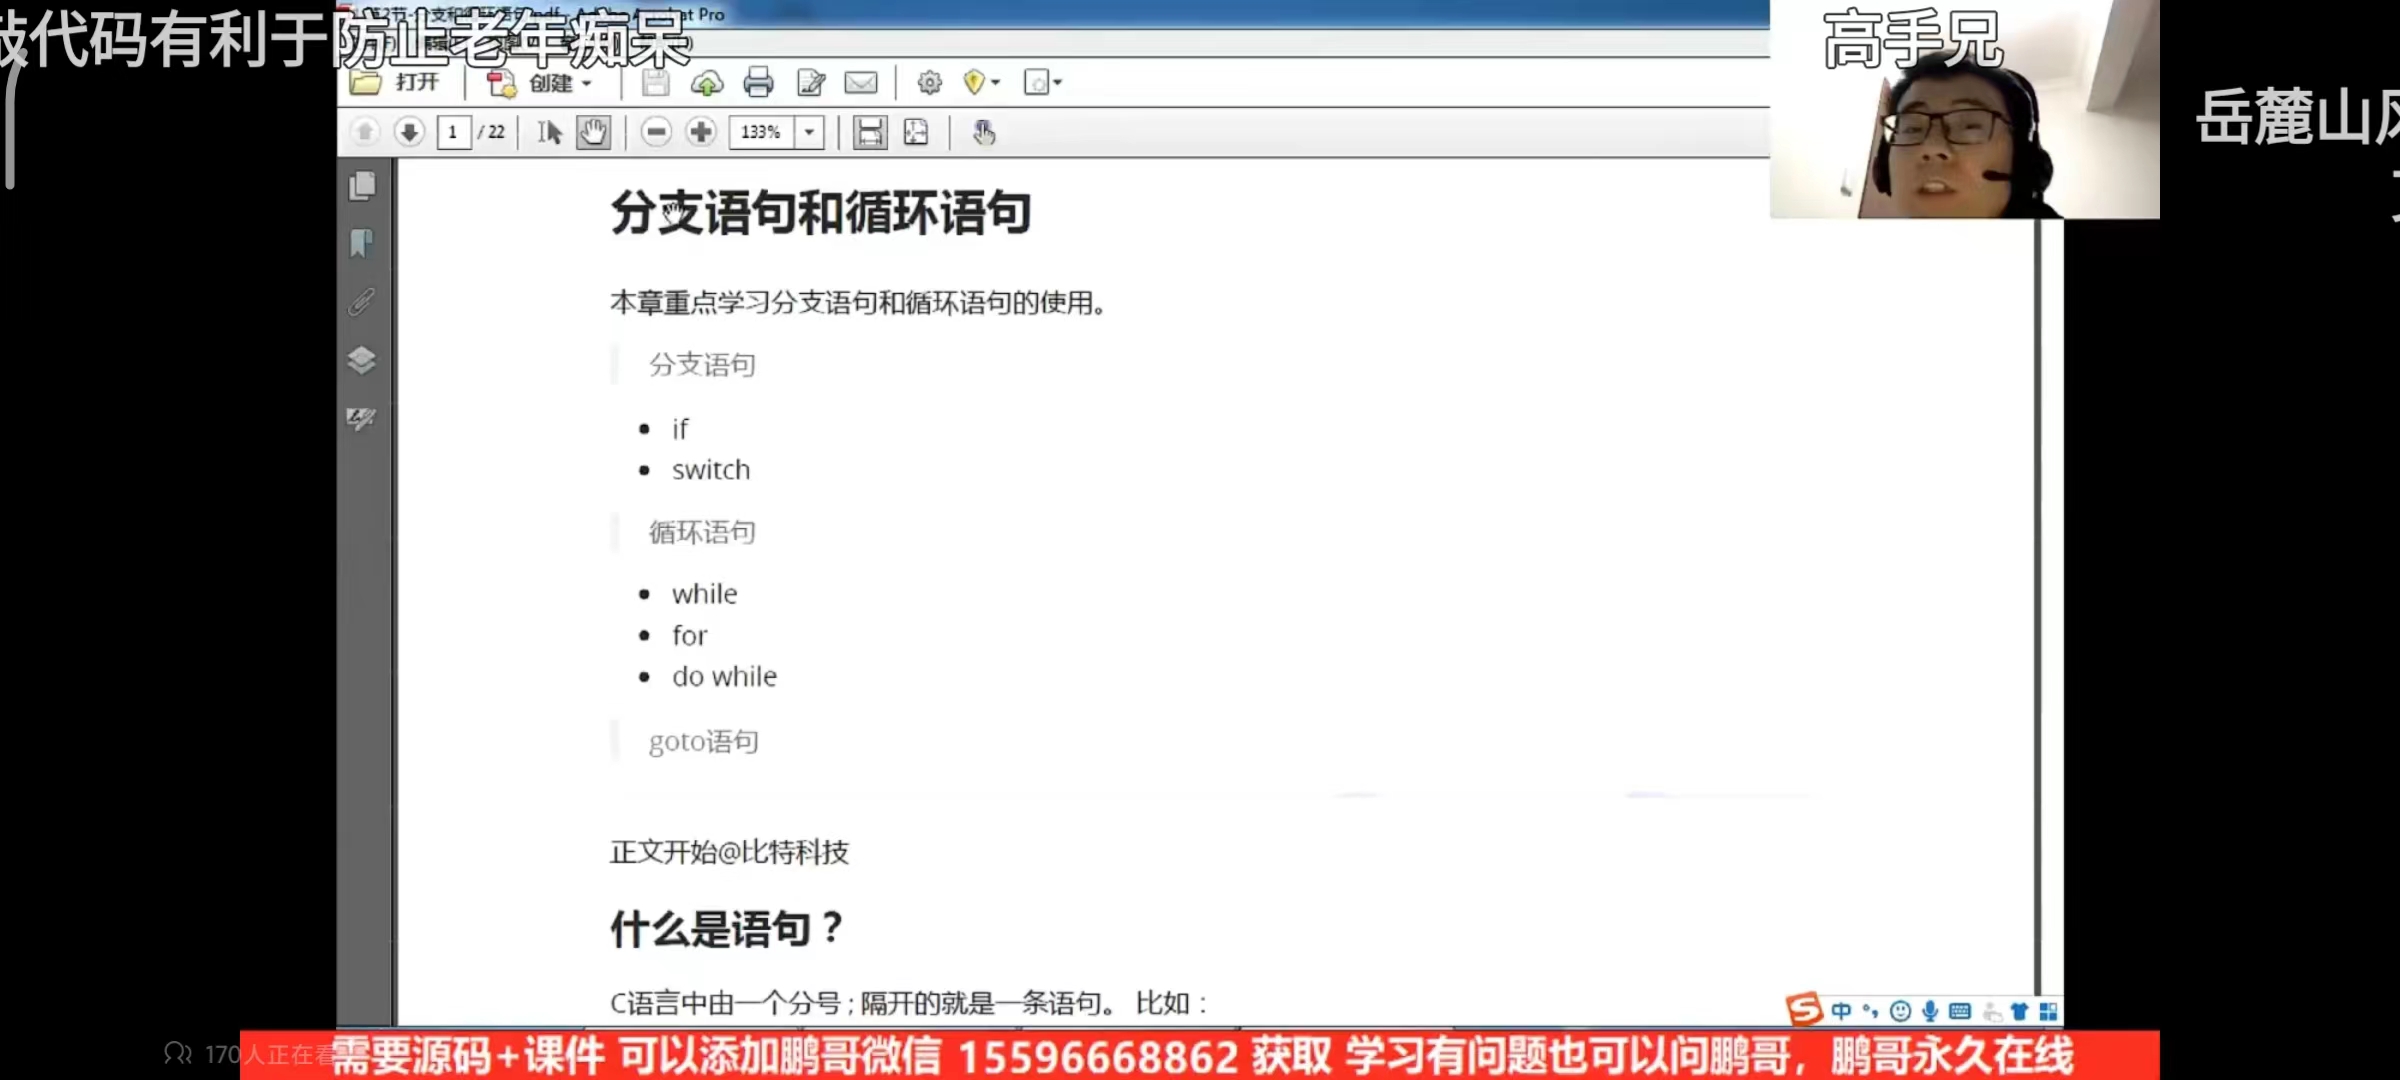 敲代码有利于防止老年痴呆
高手兄
岳麓山风
Pro
打开
创建
1 / 22
133%
分支语句和循环语句
本章重点学习分支语句和循环语句的使用。
分支语句
if
switch
循环语句
while
for
do while
goto语句
正文开始@比特科技
什么是语句？
C语言中由一个分号 ; 隔开的就是一条语句。 比如：
中
170人正在看
需要源码+课件 可以添加鹏哥微信 15596668862 获取 学习有问题也可以问鹏哥，鹏哥永久在线